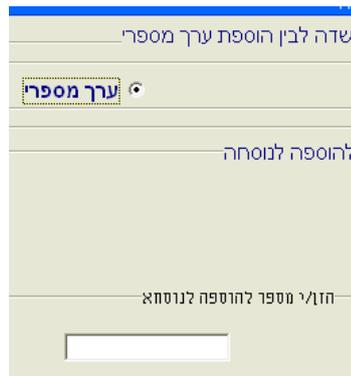 שדה לבין הוספת ערך מספרי
ערך מספרי
להוספה לנוסחה
הזן/י מספר להוספה לנוסחא